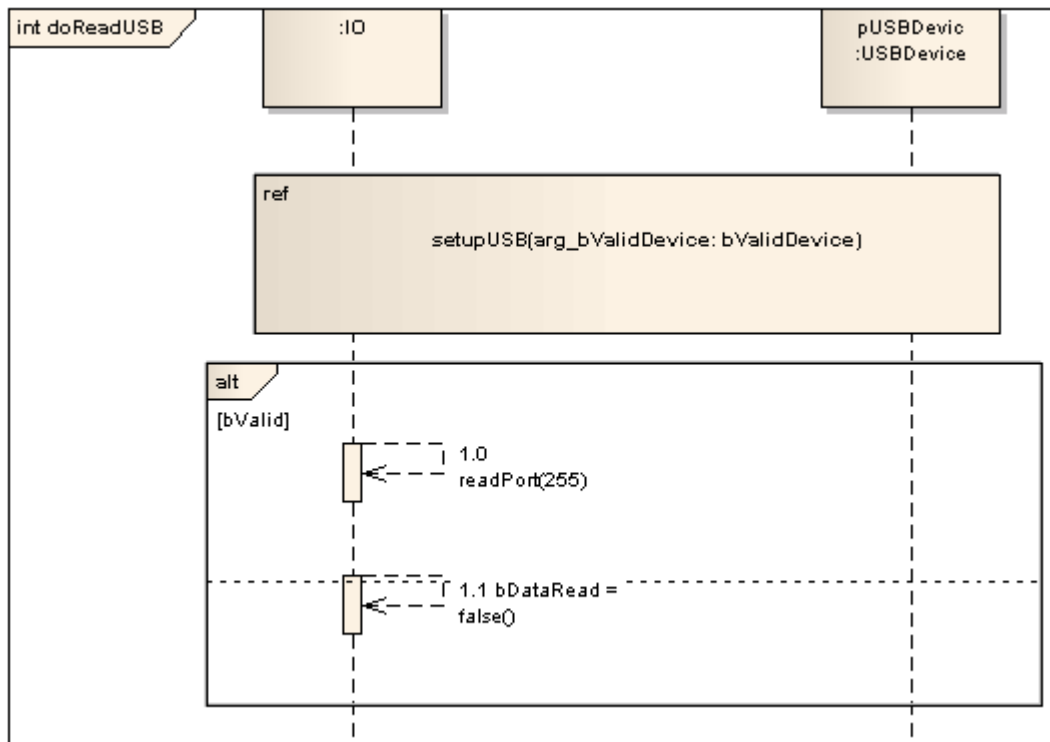 int doReadUSB
:IO
pUSBDevic
:USBDevice
ref
setupUSB(arg_bValidDevice: bValidDevice)
alt
[bValid]
1.0
readPort(255)
1.1 bDataRead =
false()